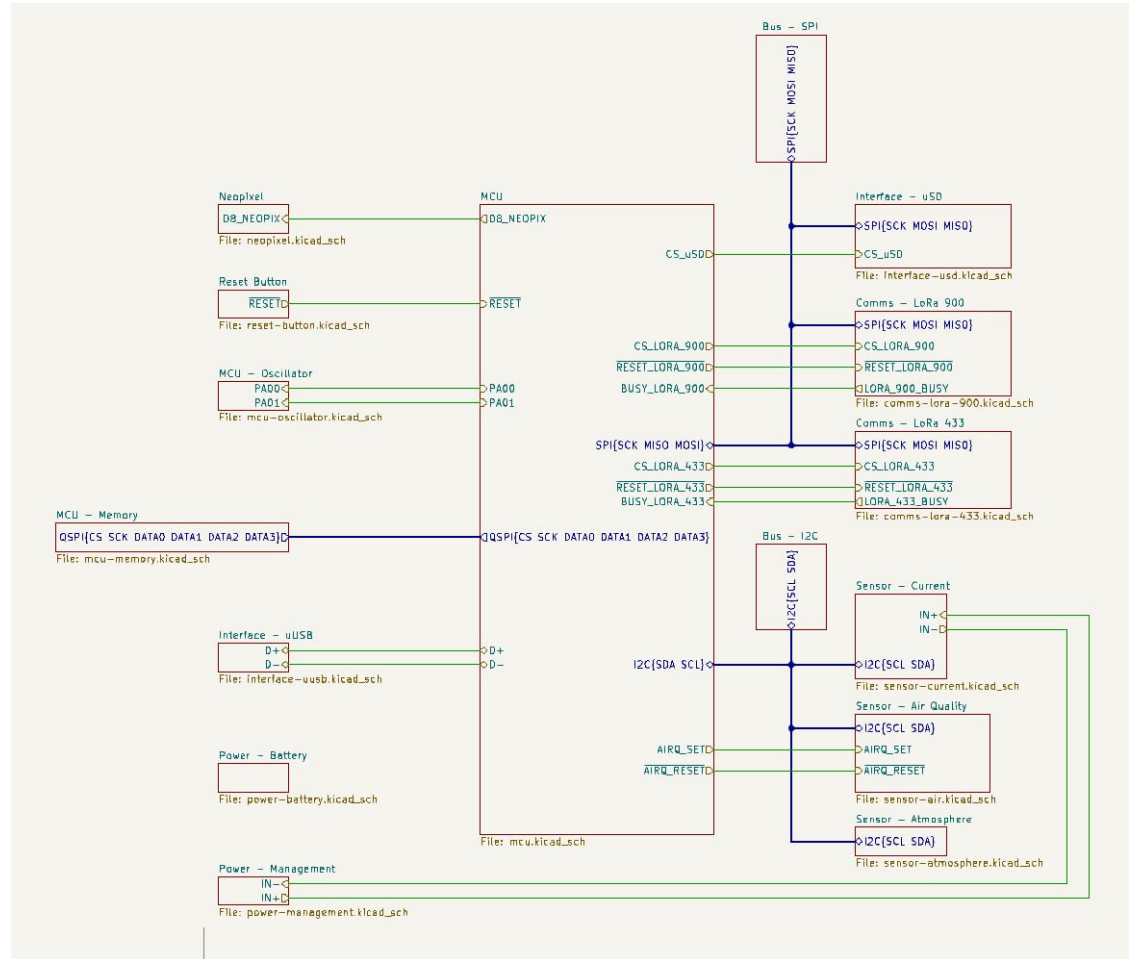 Bus - SPI
SPI{SCK MOSI MISO}
Neopixel
D8_NEOPIX
File: neopixel.kicad_sch
Reset Button
RESET
File: reset-button.kicad_sch
MCU - Oscillator
PA00
PA01
File: mcu-oscillator.kicad_sch
MCU - Memory
QSPI{CS SCK DATA0 DATA1 DATA2 DATA3}
File: mcu-memory.kicad_sch
Interface - uUSB
D+
D-
File: interface-uusb.kicad_sch
Power - Battery
File: power-battery.kicad_sch
Power - Management
IN-
IN+
File: power-management.kicad_sch
MCU
D8_NEOPIX
CS_uSD
RESET
CS_LORA_900
RESET_LORA_900
PA00
BUSY_LORA_900
PA01
SPI{SCK MISO MOSI}
CS_LORA_433
RESET_LORA_433
BUSY_LORA_433
QSPI{CS SCK DATA0 DATA1 DATA2 DATA3}
D+
D-
I2C{SDA SCL}
AIRQ_SET
AIRQ_RESET
File: mcu.kicad_sch
Interface - uSD
SPI{SCK MOSI MISO}
CS_uSD
File: interface-usd.kicad_sch
Comms - LoRa 900
SPI{SCK MOSI MISO}
CS_LORA_900
RESET_LORA_900
LORA_900_BUSY
File: comms-lora-900.kicad_sch
Comms - LoRa 433
SPI{SCK MOSI MISO}
CS_LORA_433
RESET_LORA_433
LORA_433_BUSY
File: comms-lora-433.kicad_sch
Bus - I2C
I2C{SCL SDA}
Sensor - Current
IN+
IN-
I2C{SCL SDA}
File: sensor-current.kicad_sch
Sensor - Air Quality
I2C{SCL SDA}
AIRQ_SET
AIRQ_RESET
File: sensor-air.kicad_sch
Sensor - Atmosphere
I2C{SCL SDA}
File: sensor-atmosphere.kicad_sch